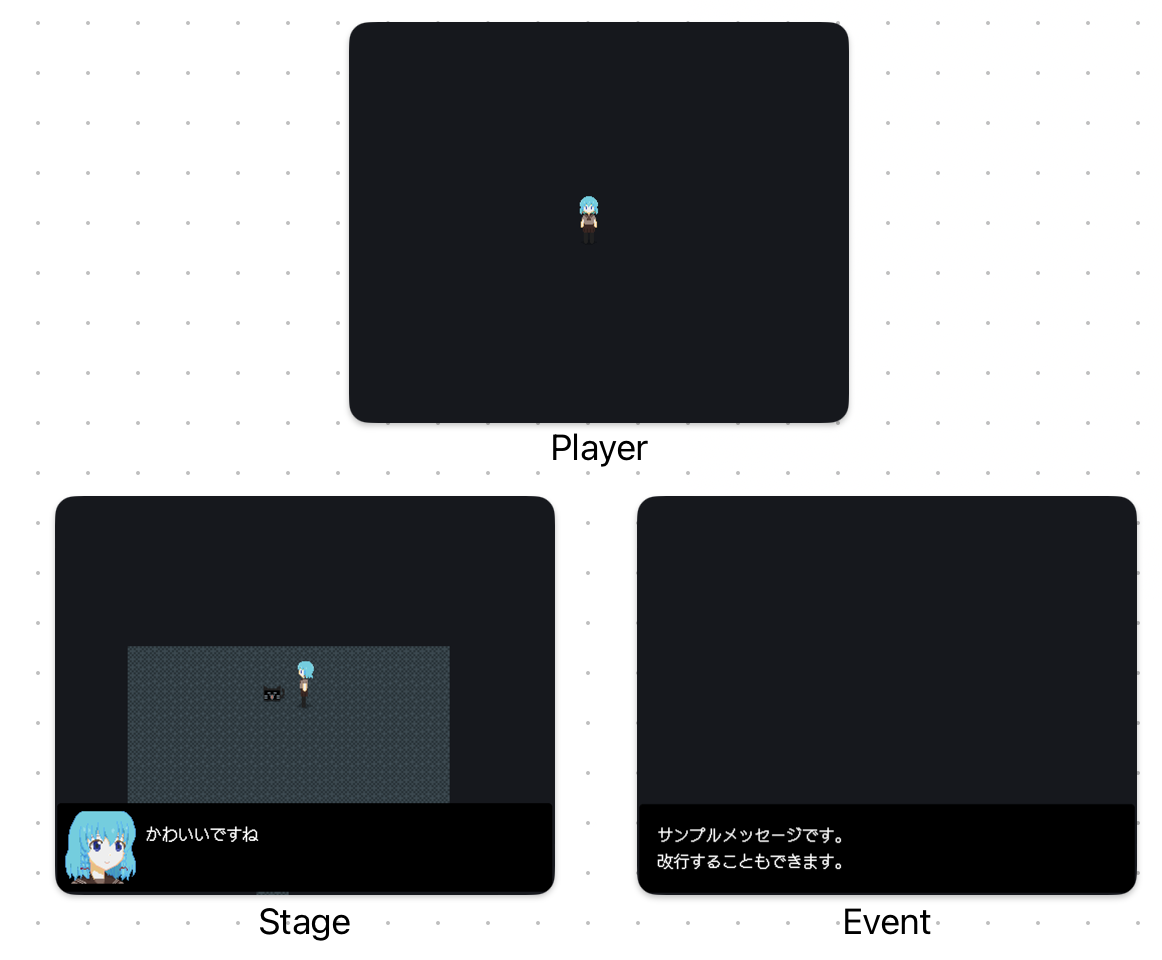 Player
かわいいですね
Stage
サンプルメッセージです。
改行することもできます。
Event